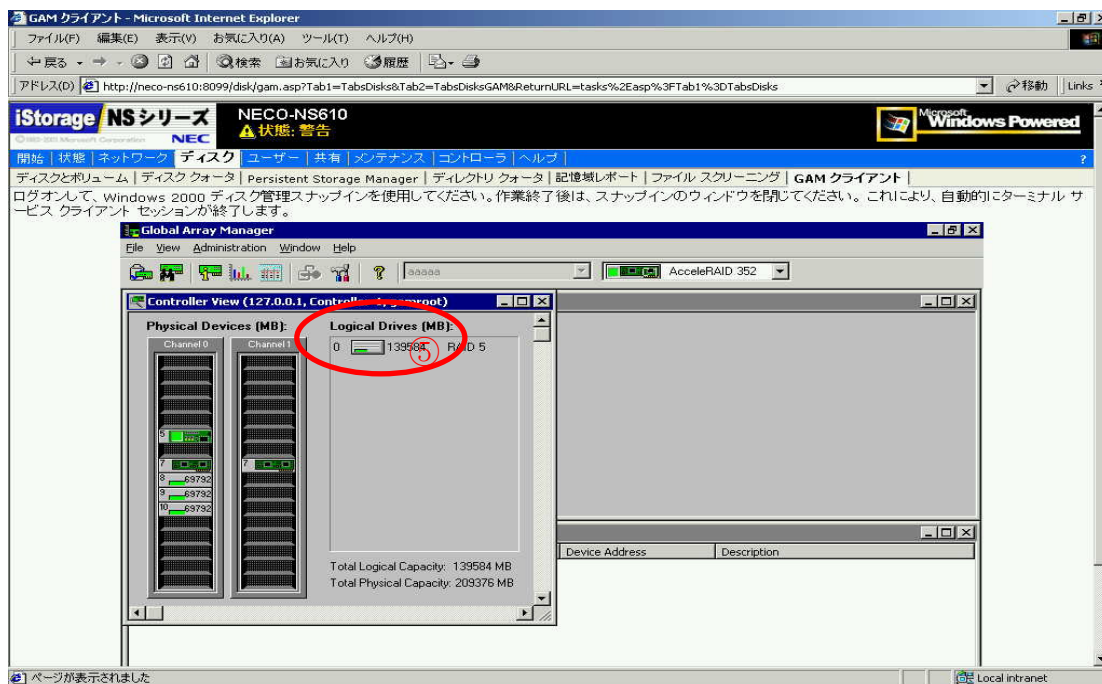 GAM クライアント - Microsoft Internet Explorer
ファイル(F) 編集(E) 表示(V) お気に入り(A) ツール(T) ヘルプ(H)
戻る 検索 お気に入り 履歴
アドレス(D) http://neco-ns610:8099/disk/gam.asp?Tab1=TabsDisks&Tab2=TabsDisksGAM&ReturnURL=tasks%2Easp%3FTab1%3DTabsDisks 移動 Links
iStorage NSシリーズ NECO-NS610 Microsoft
NEC 状態: 警告 Windows Powered
開始 | 状態 | ネットワーク | ディスク | ユーザー | 共有 | メンテナンス | コントローラ | ヘルプ | ?
ディスクとボリューム | ディスク クォータ | Persistent Storage Manager | ディレクトリ クォータ | 記憶域レポート | ファイル スクリーニング | GAM クライアント |
ログオンして、Windows 2000 ディスク管理スナップインを使用してください。作業終了後は、スナップインのウィンドウを閉じてください。これにより、自動的にターミナル サ
ービス クライアント セッションが終了します。
Global Array Manager
File View Administration Window Help
aaaaa AcceleRAID 352
Controller View (127.0.0.1,
Physical Devices (MB): Logical Drives (MB):
Channel 0 Channel 1 0 139584 RAID 5
⑤
5
7 7
8 69792
9 69792
10 69792
Device Address Description
Total Logical Capacity: 139584 MB
Total Physical Capacity: 209376 MB
ページが表示されました Local intranet